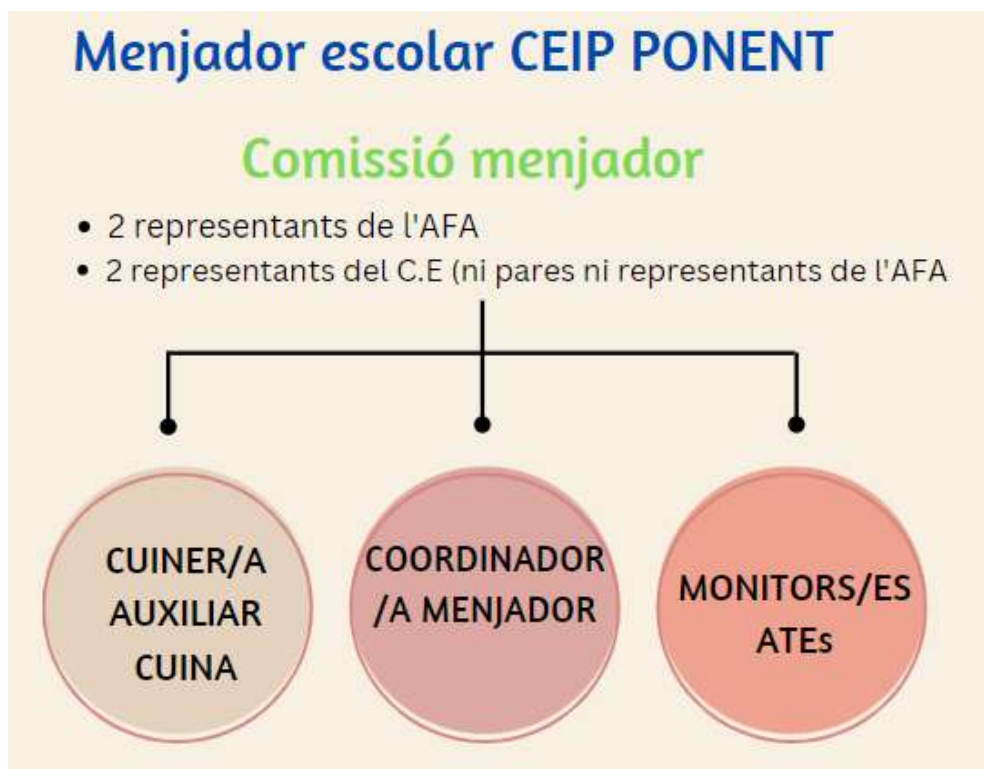 Menjador escolar CEIP PONENT
Comissió menjador
• 2 representants de l'AFA
• 2 representants del C.E (ni pares ni representants de l'AFA
CUINER/A
AUXILIAR
CUINA
COORDINADOR
/A MENJADOR
MONITORS/ES
ATEs